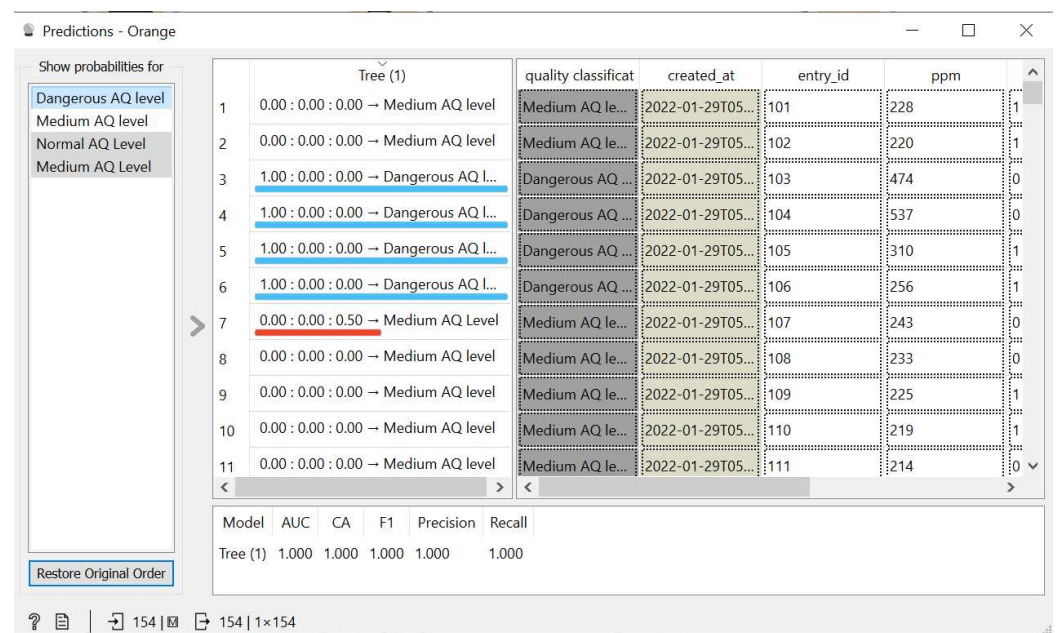 Predictions - Orange
Show probabilities for
Dangerous AQ level
Medium AQ level
Normal AQ Level
Medium AQ Level
Restore Original Order
Tree (1) quality classificat created_at entry_id ppm
1 0.00 : 0.00 : 0.00 → Medium AQ level Medium AQ le... 2022-01-29T05... 101 228 1
2 0.00 : 0.00 : 0.00 → Medium AQ level Medium AQ le... 2022-01-29T05... 102 220 1
3 1.00 : 0.00 : 0.00 → Dangerous AQ l... Dangerous AQ ... 2022-01-29T05... 103 474 0
4 1.00 : 0.00 : 0.00 → Dangerous AQ l... Dangerous AQ ... 2022-01-29T05... 104 537 0
5 1.00 : 0.00 : 0.00 → Dangerous AQ l... Dangerous AQ ... 2022-01-29T05... 105 310 1
6 1.00 : 0.00 : 0.00 → Dangerous AQ l... Dangerous AQ ... 2022-01-29T05... 106 256 1
7 0.00 : 0.00 : 0.50 → Medium AQ Level Medium AQ le... 2022-01-29T05... 107 243 0
8 0.00 : 0.00 : 0.00 → Medium AQ level Medium AQ le... 2022-01-29T05... 108 233 0
9 0.00 : 0.00 : 0.00 → Medium AQ level Medium AQ le... 2022-01-29T05... 109 225 1
10 0.00 : 0.00 : 0.00 → Medium AQ level Medium AQ le... 2022-01-29T05... 110 219 1
11 0.00 : 0.00 : 0.00 → Medium AQ level Medium AQ le... 2022-01-29T05... 111 214 0
Model AUC CA F1 Precision Recall
Tree (1) 1.000 1.000 1.000 1.000 1.000
? 154 | M 154 | 1×154